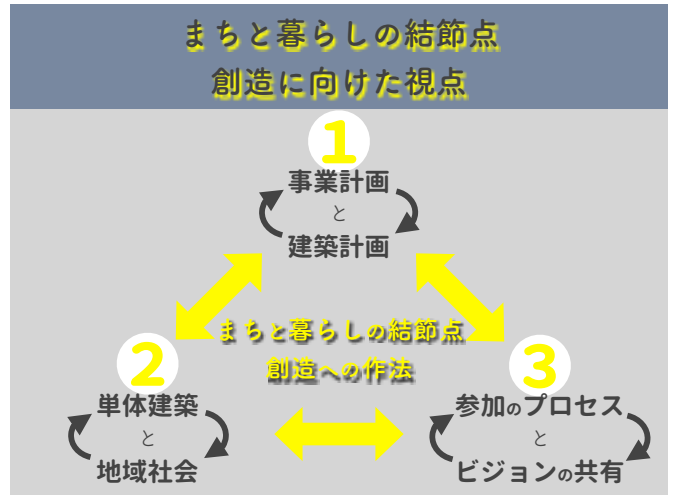 まちと暮らしの結節点
創造に向けた視点
1
事業計画
と
建築計画
まちと暮らしの結節点
創造への作法
2
単体建築
と
地域社会
3
参加のプロセス
と
ビジョンの共有